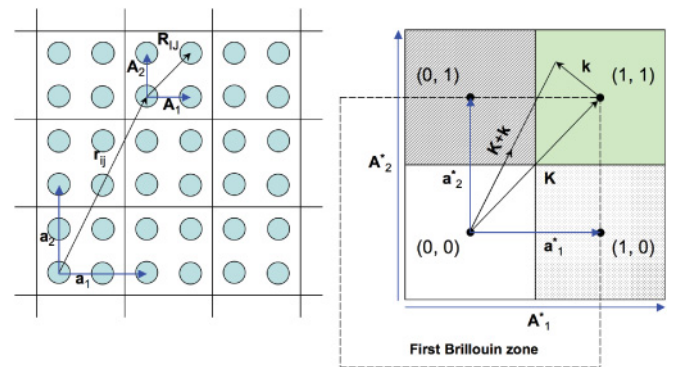 R_IJ
A_2
A_1
r_ij
a_2
a_1
(0, 1)
(1, 1)
k
K+k
A*_2
a*_2
K
(0, 0)
a*_1
(1, 0)
A*_1
First Brillouin zone